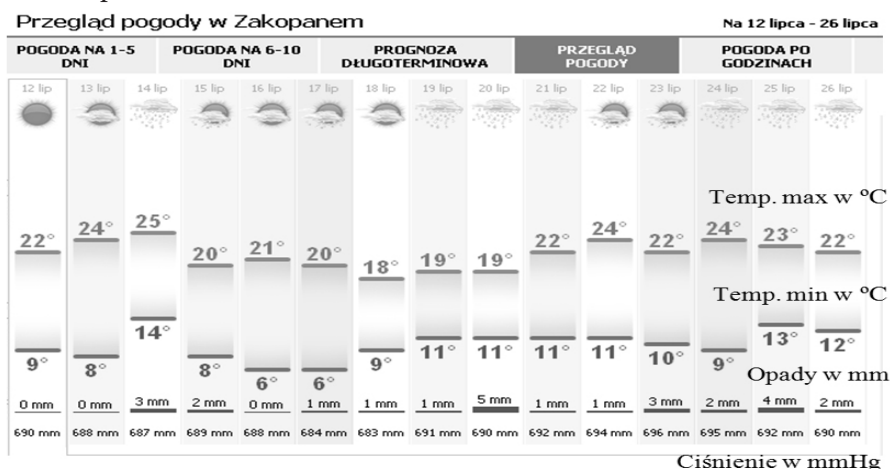 Przegląd pogody w Zakopanem
Na 12 lipca - 26 lipca
POGODA NA 1-5 DNI
POGODA NA 6-10 DNI
PROGNOZA DŁUGOTERMINOWA
PRZEGLĄD POGODY
POGODA PO GODZINACH
12 lip 13 lip 14 lip 15 lip 16 lip 17 lip 18 lip 19 lip 20 lip 21 lip 22 lip 23 lip 24 lip 25 lip 26 lip
Temp. max w ºC
22° 24° 25° 20° 21° 20° 18° 19° 19° 22° 24° 22° 24° 23° 22°
Temp. min w ºC
9° 8° 14° 8° 6° 6° 9° 11° 11° 11° 11° 10° 9° 13° 12°
Opady w mm
0 mm 0 mm 3 mm 2 mm 0 mm 1 mm 1 mm 1 mm 5 mm 1 mm 1 mm 3 mm 2 mm 4 mm 2 mm
690 mm 688 mm 687 mm 689 mm 688 mm 684 mm 683 mm 691 mm 690 mm 692 mm 694 mm 696 mm 695 mm 692 mm 690 mm
Ciśnienie w mmHg